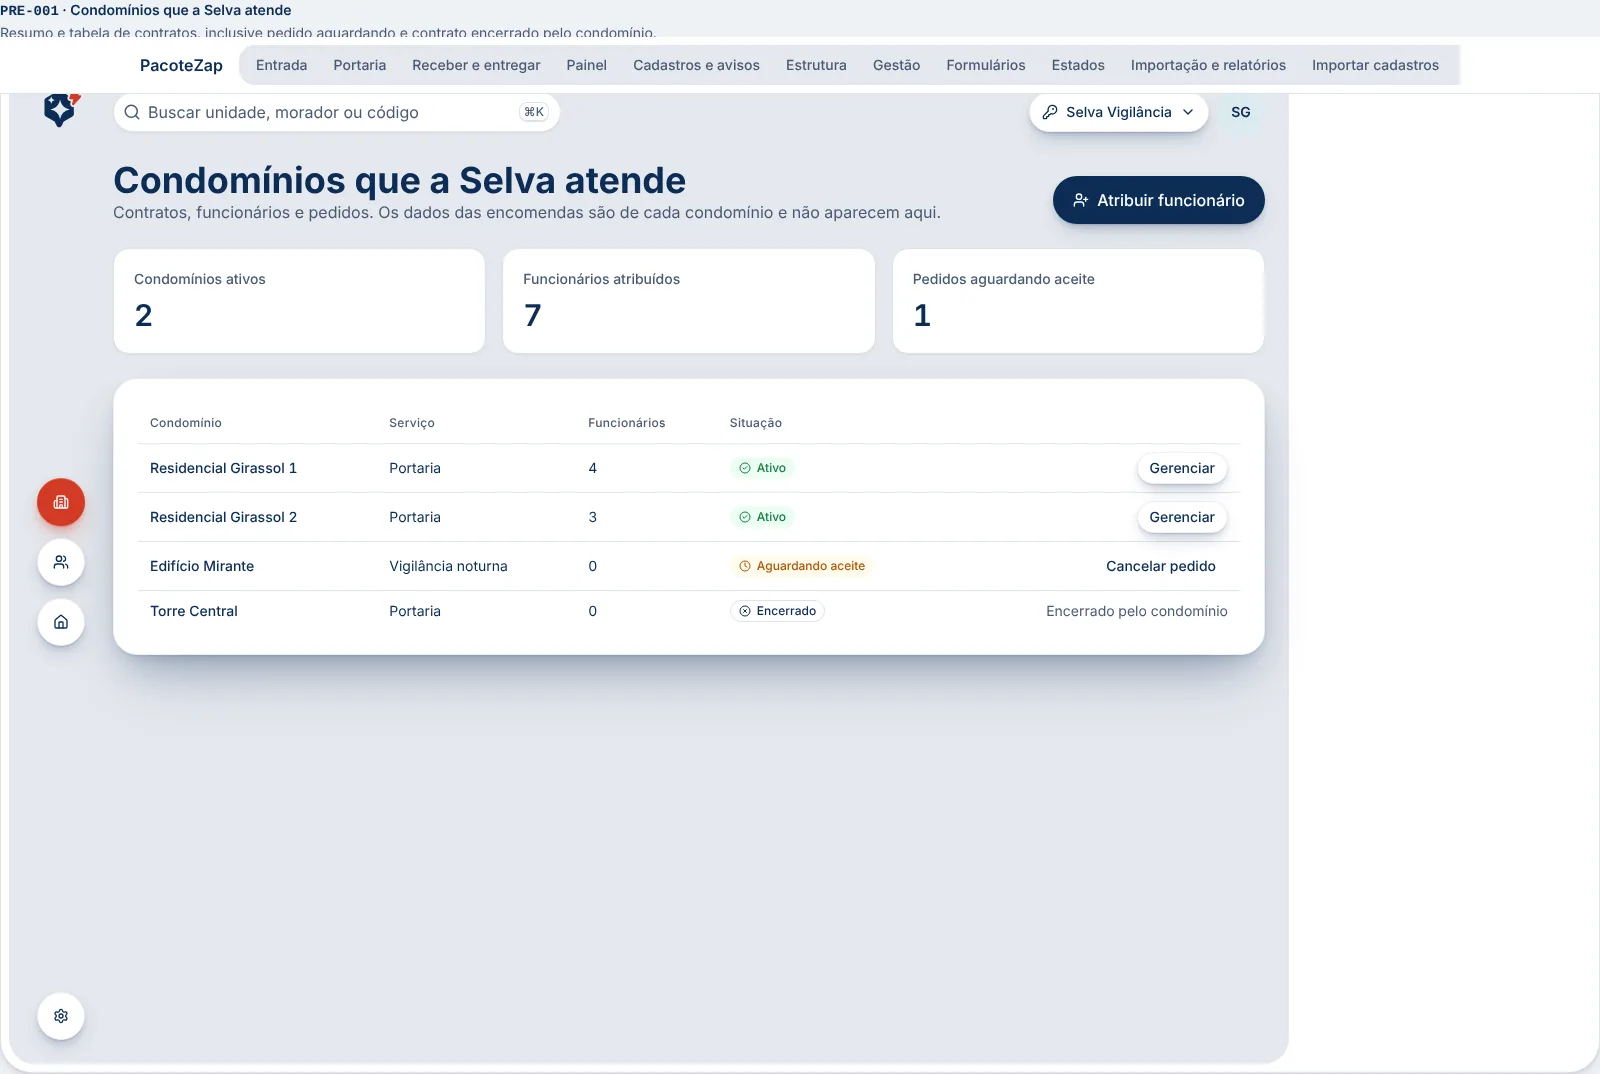 PRE-001 · Condomínios que a Selva atende
Resumo e tabela de contratos, inclusive pedido aguardando e contrato encerrado pelo condomínio.
PacoteZap Entrada Portaria Receber e entregar Painel Cadastros e avisos Estrutura Gestão Formulários Estados Importação e relatórios Importar cadastros
Buscar unidade, morador ou código ⌘K Selva Vigilância SG
Condomínios que a Selva atende
Contratos, funcionários e pedidos. Os dados das encomendas são de cada condomínio e não aparecem aqui.
Atribuir funcionário
Condomínios ativos
2
Funcionários atribuídos
7
Pedidos aguardando aceite
1
Condomínio Serviço Funcionários Situação
Residencial Girassol 1 Portaria 4 Ativo Gerenciar
Residencial Girassol 2 Portaria 3 Ativo Gerenciar
Edifício Mirante Vigilância noturna 0 Aguardando aceite Cancelar pedido
Torre Central Portaria 0 Encerrado Encerrado pelo condomínio